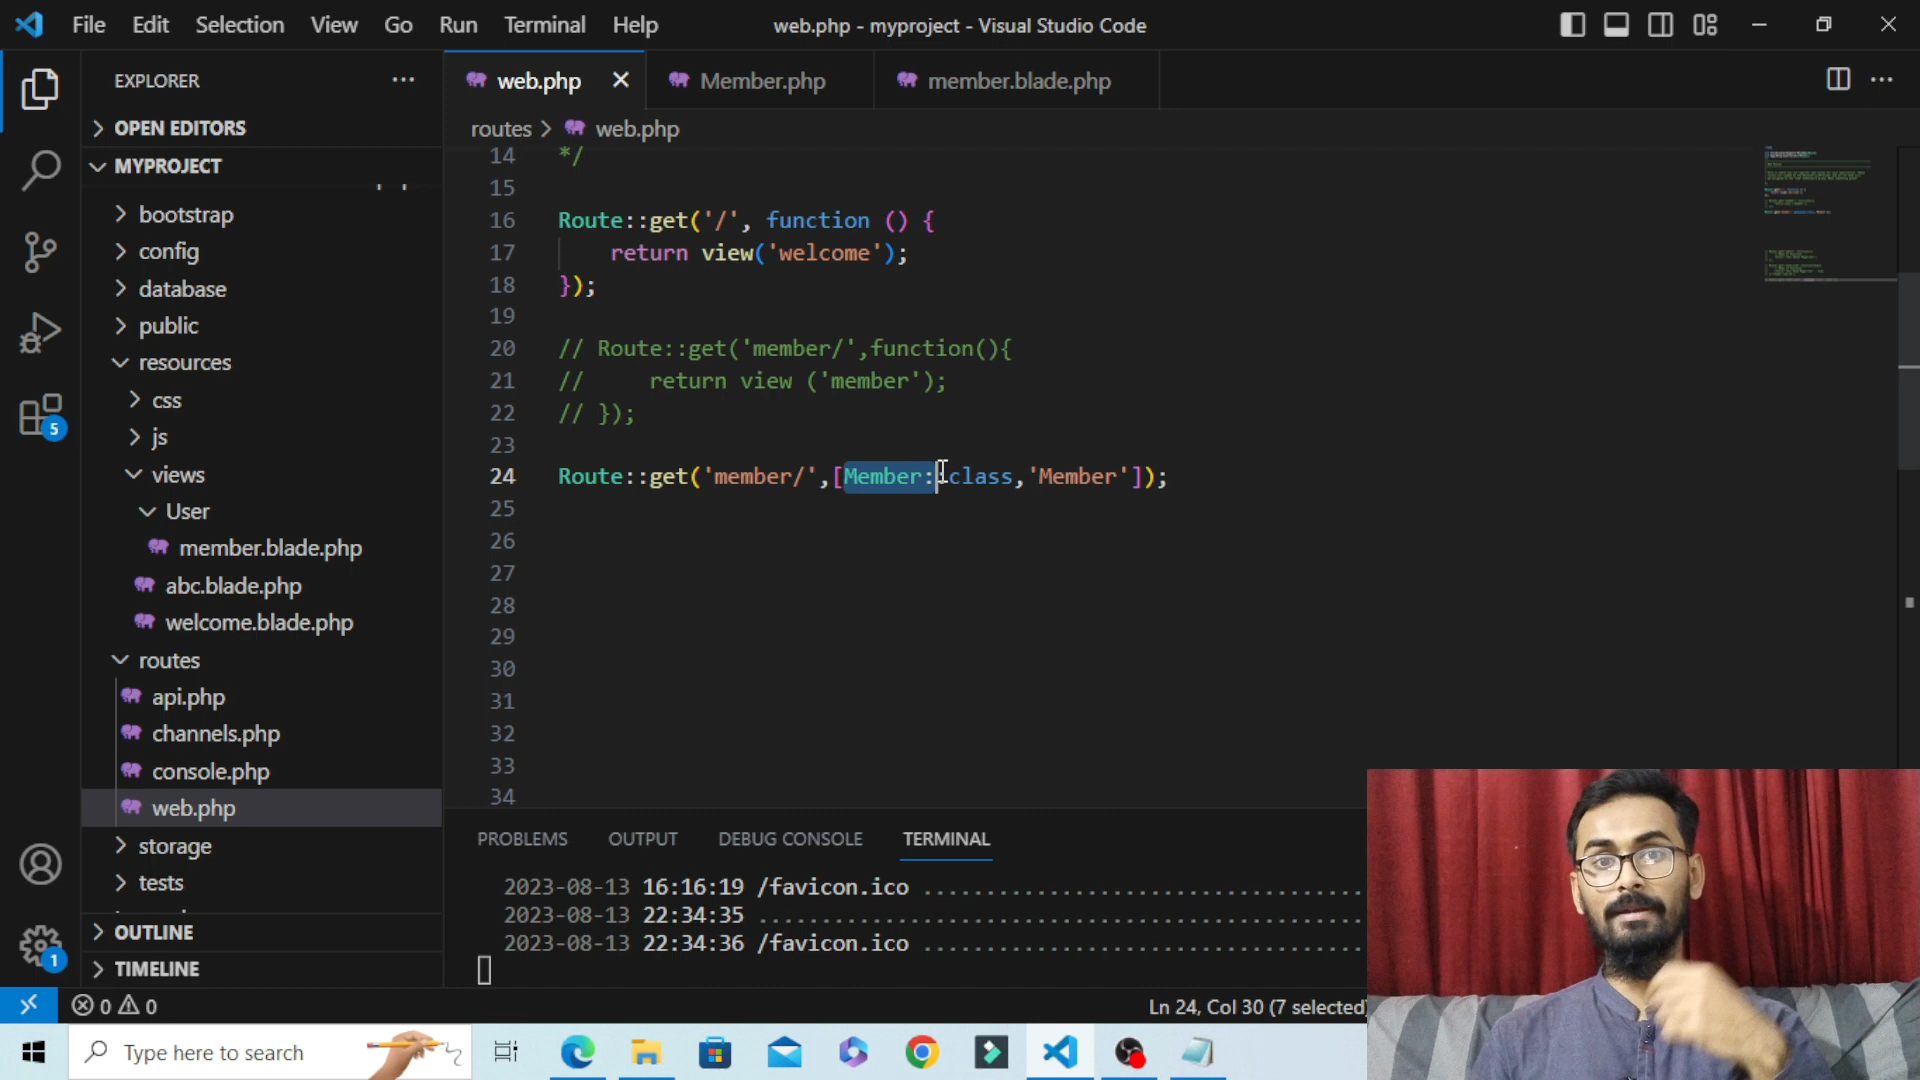 File Edit Selection View Go Run Terminal Help
web.php - myproject - Visual Studio Code
EXPLORER
OPEN EDITORS
MYPROJECT
bootstrap
config
database
public
resources
css
js
views
User
member.blade.php
abc.blade.php
welcome.blade.php
routes
api.php
channels.php
console.php
web.php
storage
tests
OUTLINE
TIMELINE
5
1
web.php Member.php member.blade.php
routes > web.php
14 */
15
16 Route::get('/', function () {
17 return view('welcome');
18 });
19
20 // Route::get('member/',function(){
21 // return view ('member');
22 // });
23
24 Route::get('member/',[Member::class,'Member']);
25
26
27
28
29
30
31
32
33
34
PROBLEMS OUTPUT DEBUG CONSOLE TERMINAL
2023-08-13 16:16:19 /favicon.ico ...................................
2023-08-13 22:34:35 ...............................................
2023-08-13 22:34:36 /favicon.ico ...................................
0 0
Ln 24, Col 30 (7 selected)
Type here to search